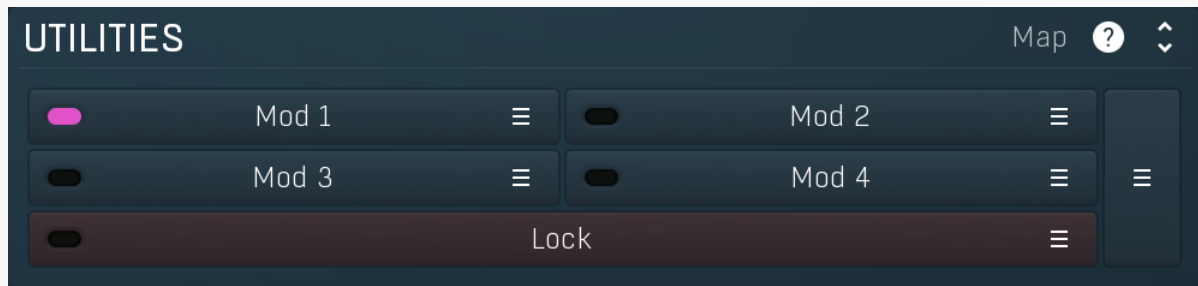 UTILITIES Map ?
Mod 1 Mod 2
Mod 3 Mod 4
Lock